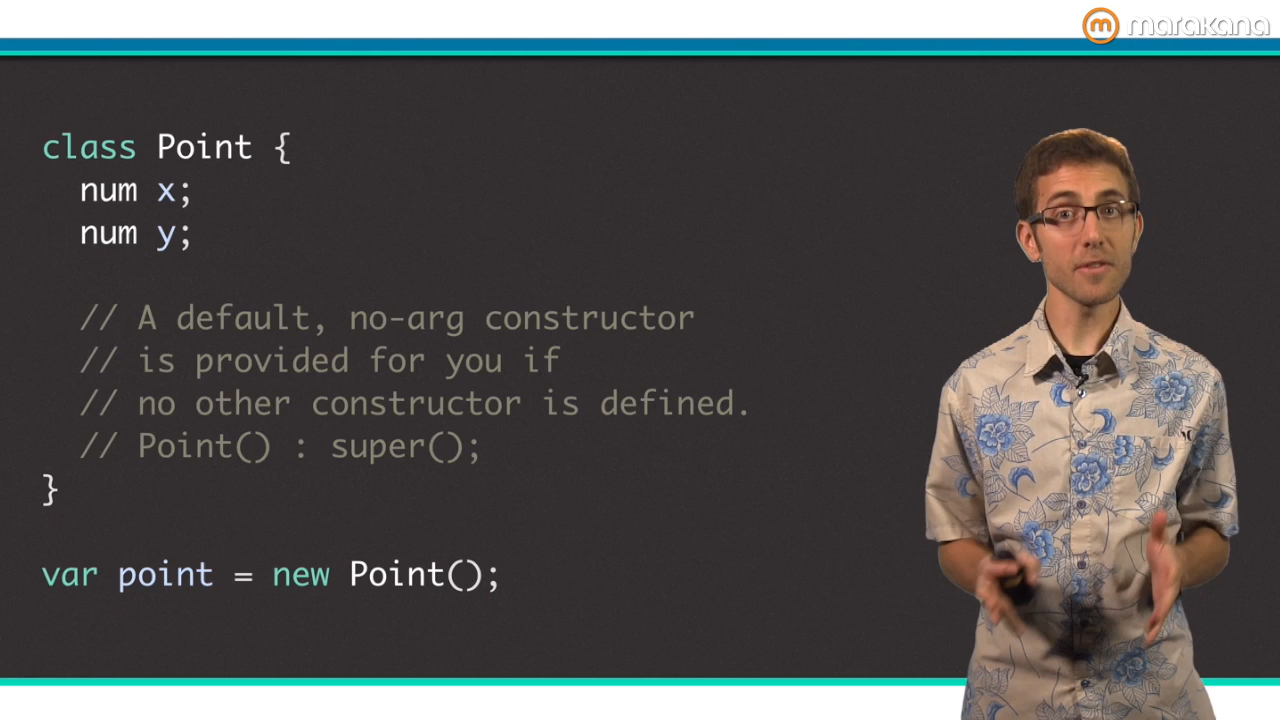 marakana
class Point {
num x;
num y;
// A default, no-arg constructor
// is provided for you if
// no other constructor is defined.
// Point() : super();
}
var point = new Point();